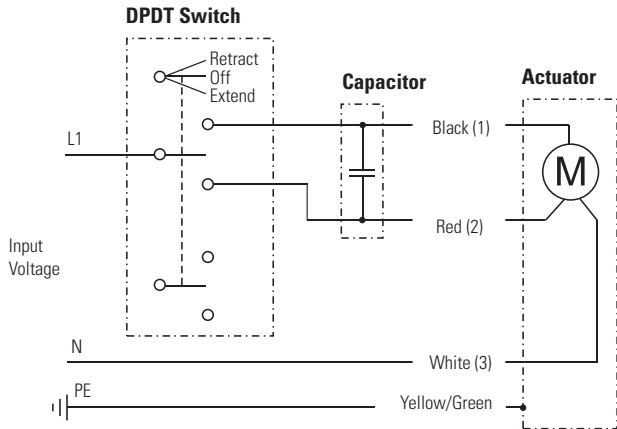 DPDT Switch
Retract
Off
Extend
Capacitor
Actuator
L1
Black (1)
M
Red (2)
Input
Voltage
N
White (3)
PE
Yellow/Green